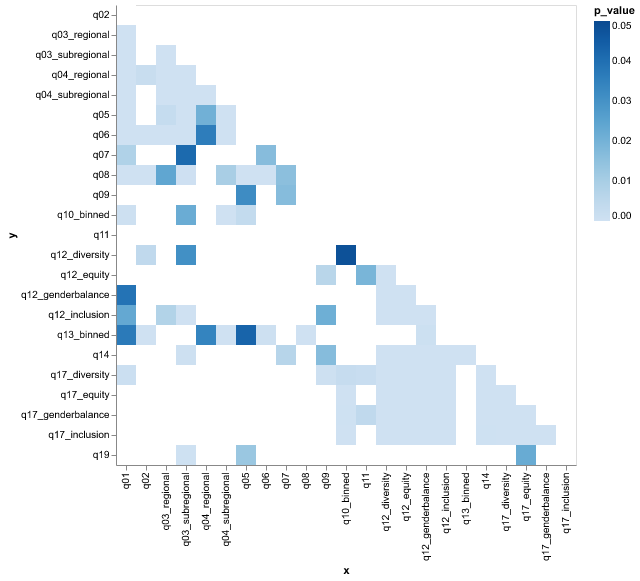 p_value
0.05
0.04
0.03
0.02
0.01
0.00
y
q02
q03_regional
q03_subregional
q04_regional
q04_subregional
q05
q06
q07
q08
q09
q10_binned
q11
q12_diversity
q12_equity
q12_genderbalance
q12_inclusion
q13_binned
q14
q17_diversity
q17_equity
q17_genderbalance
q17_inclusion
q19
q01
q02
q03_regional
q03_subregional
q04_regional
q04_subregional
q05
q06
q07
q08
q09
q10_binned
q11
q12_diversity
q12_equity
q12_genderbalance
q12_inclusion
q13_binned
q14
q17_diversity
q17_equity
q17_genderbalance
q17_inclusion
x